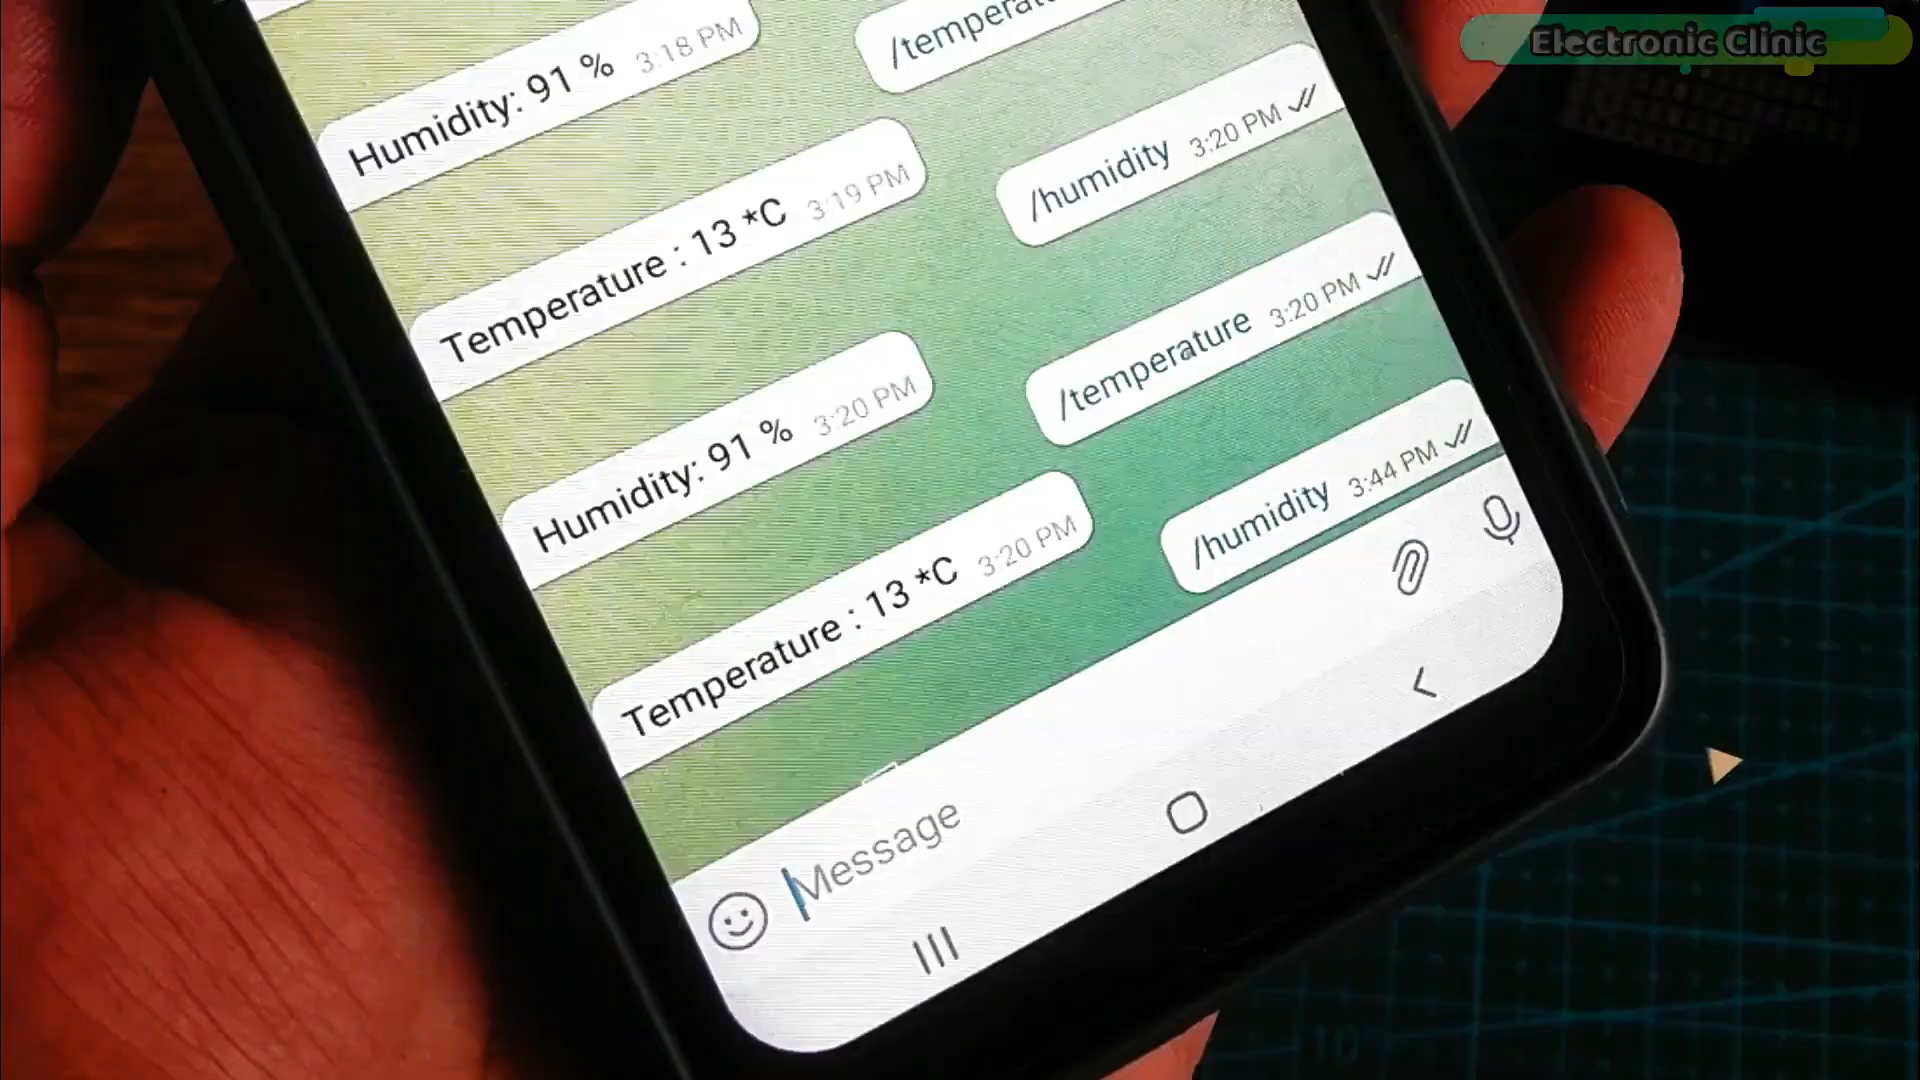 Electronic Clinic
Humidity: 91 % 3:18 PM
Temperature : 13 *C 3:19 PM
/humidity 3:20 PM
Humidity: 91 % 3:20 PM
/temperature 3:20 PM
Temperature : 13 *C 3:20 PM
/humidity 3:44 PM
Message
10